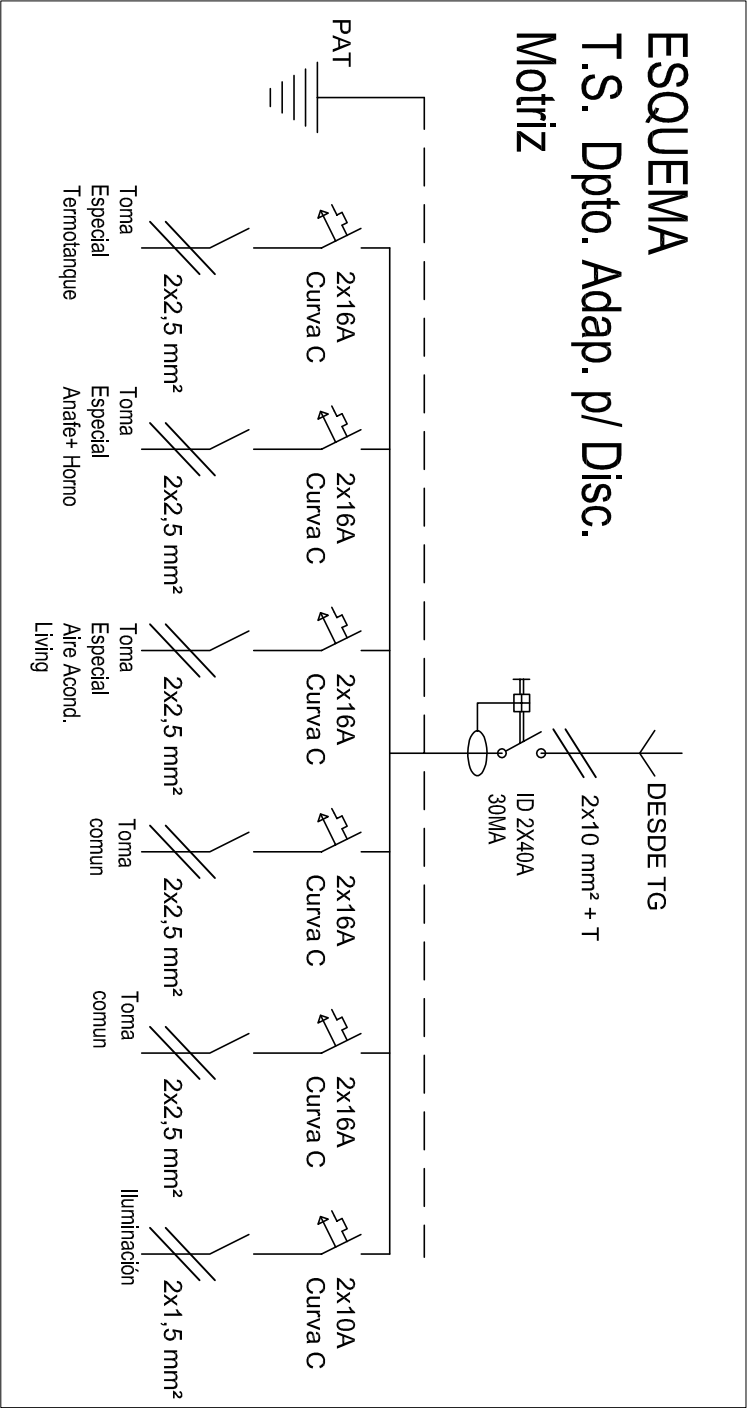 ESQUEMA
T.S. Dpto. Adap. p/ Disc.
Motriz
DESDE TG
2x10 mm² + T
ID 2X40A
30MA
PAT
2x16A
Curva C
2x5,5 mm²
Toma
Especial
Termotanque
2x16A
Curva C
2x2,5 mm²
Toma
Especial
Anafe+ Horno
2x16A
Curva C
2x2,5 mm²
Toma
Especial
Aire Acond.
Living
2x16A
Curva C
2x2,5 mm²
Toma
comun
2x16A
Curva C
2x2,5 mm²
Toma
comun
2x10A
Curva C
2x1,5 mm²
Iluminación